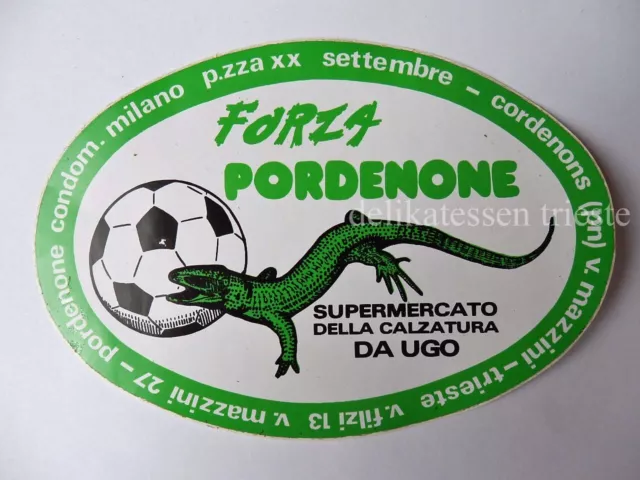 FORZA
PORDENONE
SUPERMERCATO
DELLA CALZATURA
DA UGO
pordenone condom. milano p.zza xx settembre – cordenons (pn) v. mazzini – trieste v. filzi 13 v. mazzini 27 –
delikatessen trieste